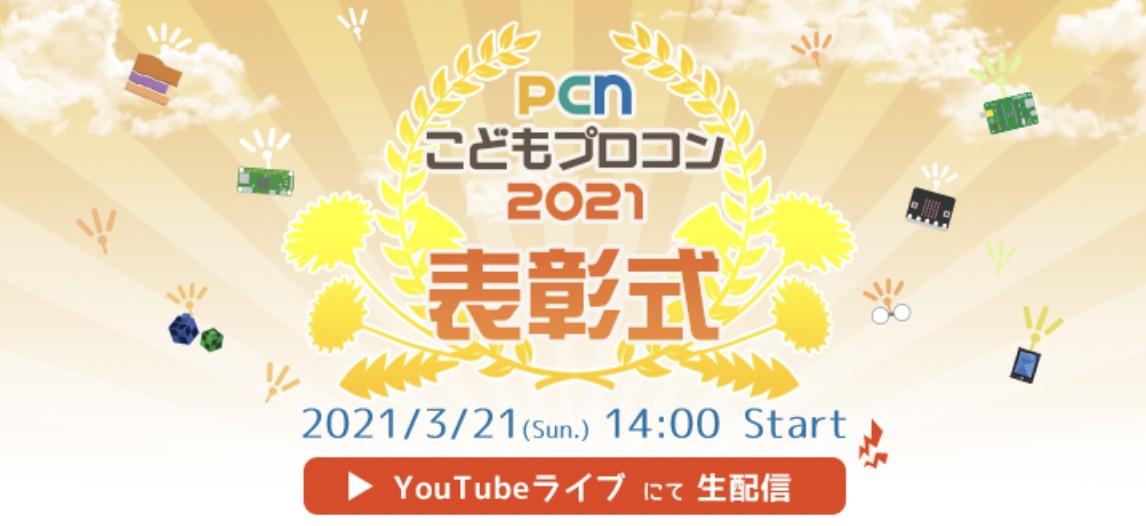 PCN
こどもプロコン
2021
表彰式
2021/3/21(Sun.) 14:00 Start
▶ YouTubeライブ にて 生配信